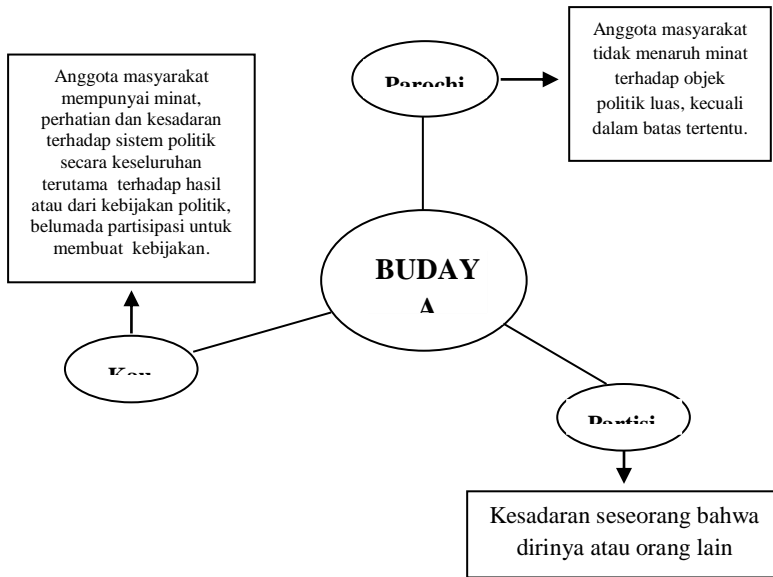 Parochi
Anggota masyarakat
tidak menaruh minat
terhadap objek
politik luas, kecuali
dalam batas tertentu.
Anggota masyarakat
mempunyai minat,
perhatian dan kesadaran
terhadap sistem politik
secara keseluruhan
terutama terhadap hasil
atau dari kebijakan politik,
belumada partisipasi untuk
membuat kebijakan.
BUDAY
A
Partisi
Kesadaran seseorang bahwa
dirinya atau orang lain